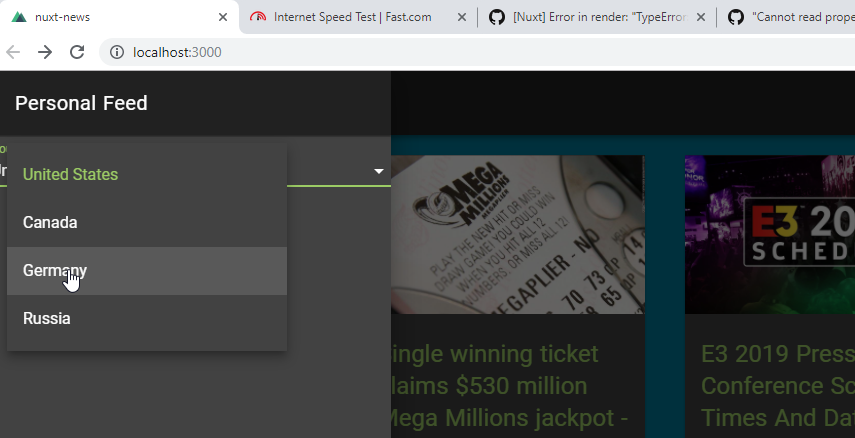 nuxt-news
Internet Speed Test | Fast.com
[Nuxt] Error in render: "TypeError
"Cannot read prope
localhost:3000
Personal Feed
United States
Canada
Germany
Russia
MEGA
MILLIONS
MEGAPLIER
PLAY THE NEW HIT OR MISS
DRAW GAME! YOU COULD WIN
WHEN YOU HIT ALL 12
NUMBERS, OR MISS ALL 12!
MEGAPLIER - NO
70 73
E3 20
SCHED
ingle winning ticket
laims $530 million
Mega Millions jackpot -
E3 2019 Press
Conference Sc
Times And Dat